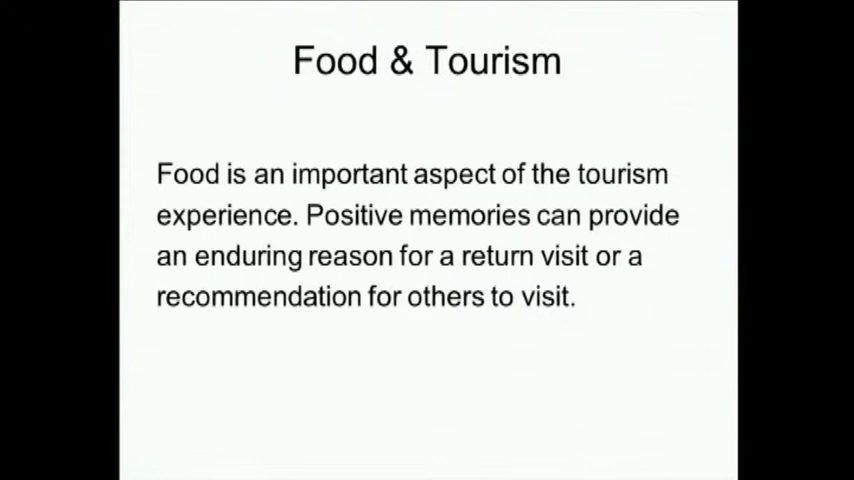 Food & Tourism
Food is an important aspect of the tourism
experience. Positive memories can provide
an enduring reason for a return visit or a
recommendation for others to visit.